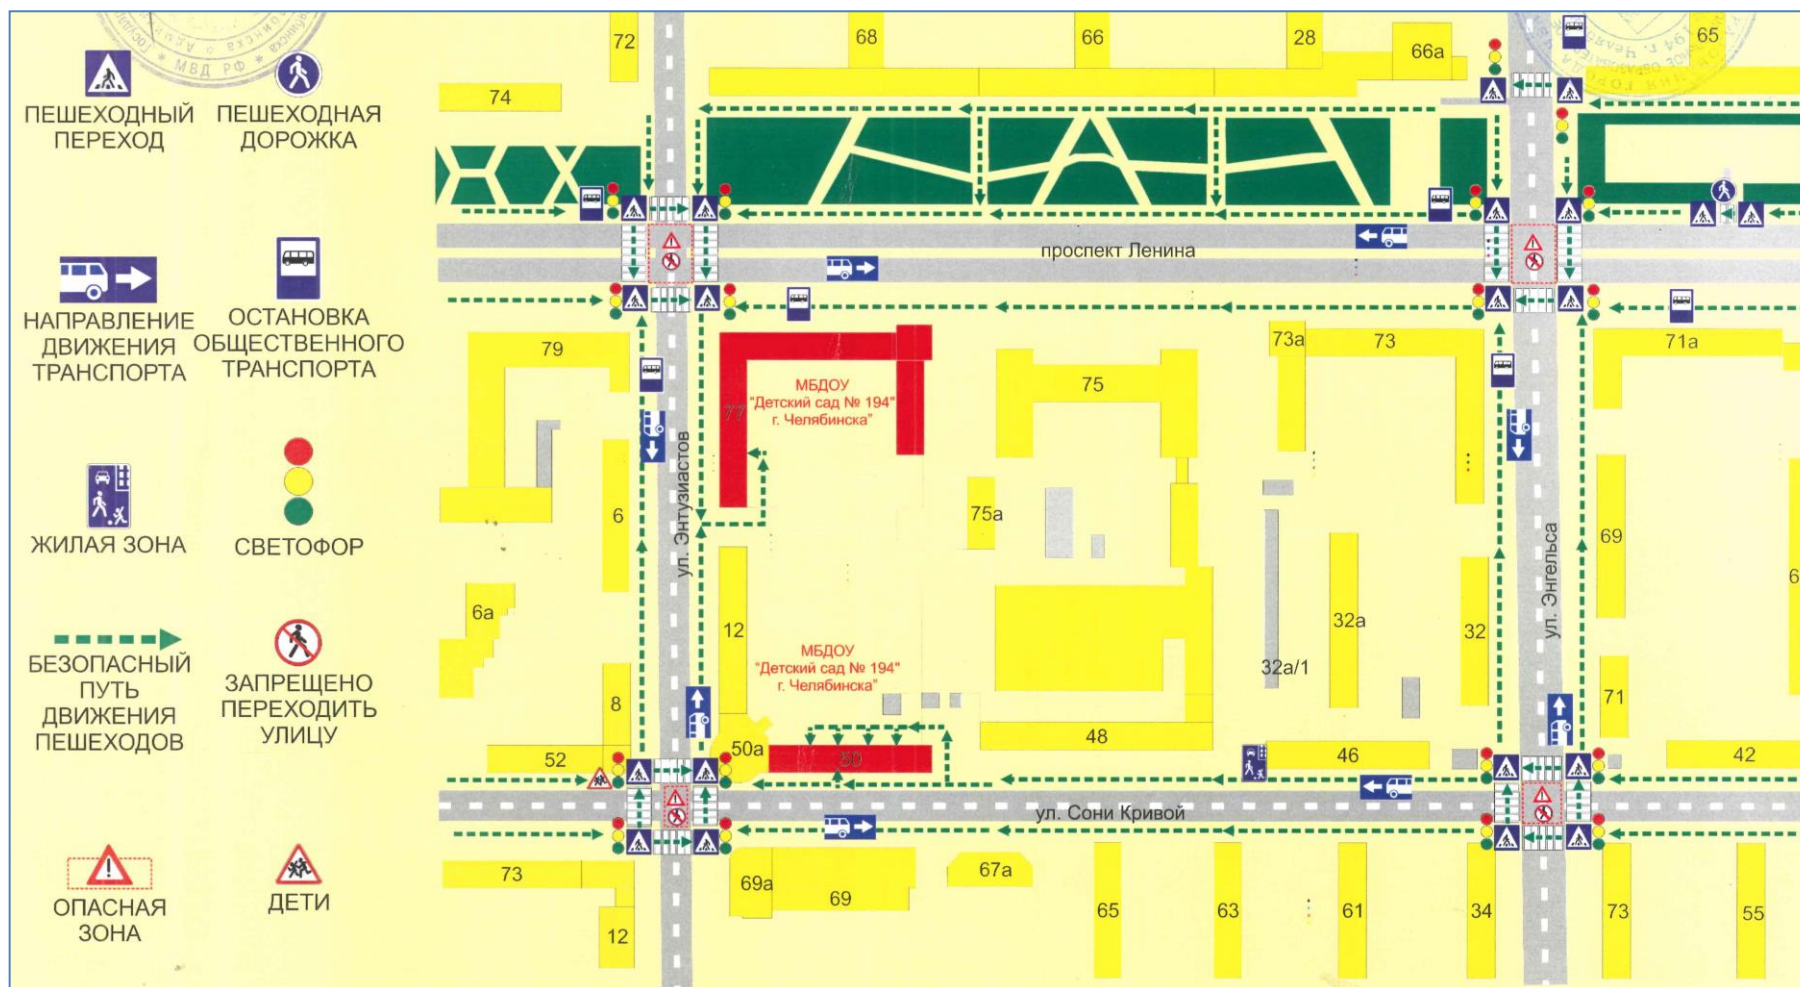 ПЕШЕХОДНЫЙ
ПЕРЕХОД
ПЕШЕХОДНАЯ
ДОРОЖКА
НАПРАВЛЕНИЕ
ДВИЖЕНИЯ
ТРАНСПОРТА
ОСТАНОВКА
ОБЩЕСТВЕННОГО
ТРАНСПОРТА
ЖИЛАЯ ЗОНА
СВЕТОФОР
БЕЗОПАСНЫЙ
ПУТЬ
ДВИЖЕНИЯ
ПЕШЕХОДОВ
ЗАПРЕЩЕНО
ПЕРЕХОДИТЬ
УЛИЦУ
ОПАСНАЯ
ЗОНА
ДЕТИ
* МВД РФ *
72
68
66
28
66а
65
74
проспект Ленина
79
МБДОУ
"Детский сад № 194"
г. Челябинска"
75
73а
73
71а
ул. Энтузиастов
6
75а
ул. Энгельса
69
6а
12
32а
32
6
МБДОУ
"Детский сад № 194"
г. Челябинска"
32а/1
8
71
52
50а
50
48
46
42
ул. Сони Кривой
73
69а
69
67а
12
65
63
61
34
73
55